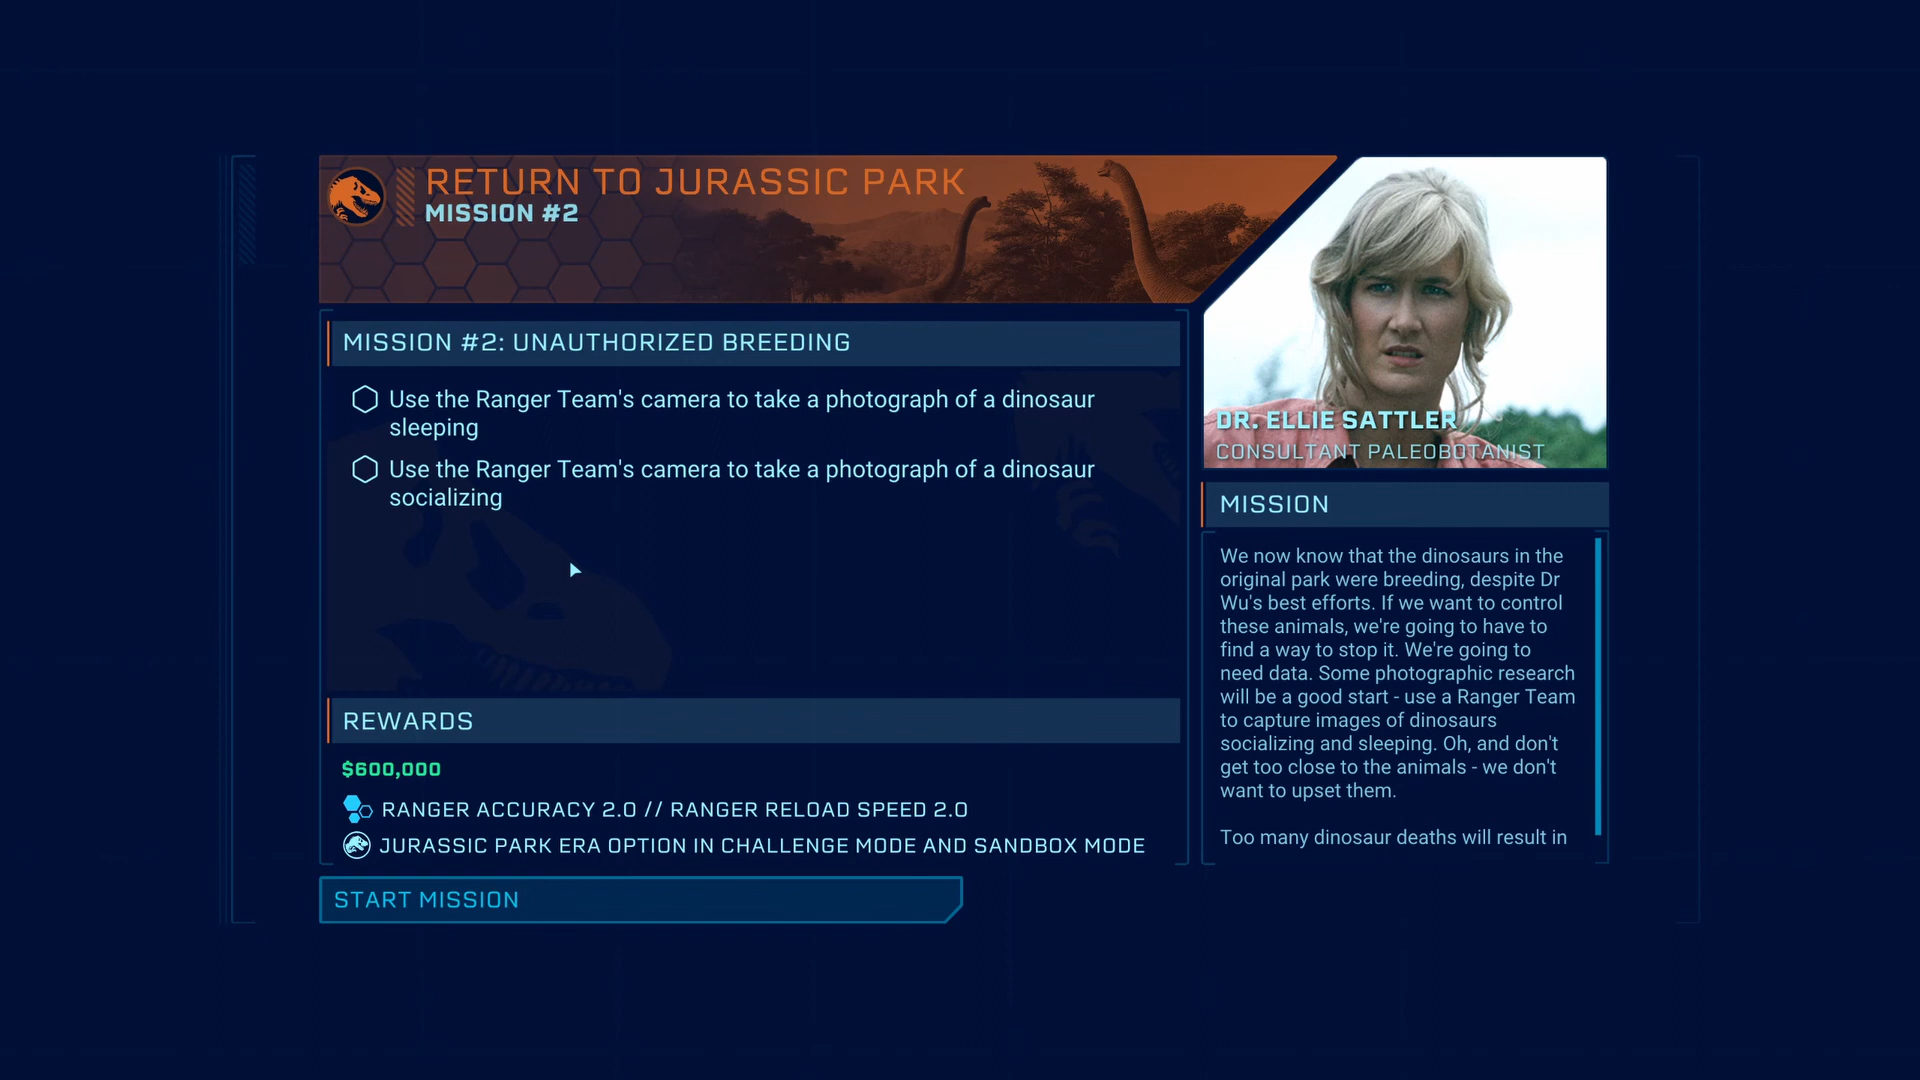 RETURN TO JURASSIC PARK
MISSION #2
MISSION #2: UNAUTHORIZED BREEDING
Use the Ranger Team's camera to take a photograph of a dinosaur
sleeping
Use the Ranger Team's camera to take a photograph of a dinosaur
socializing
REWARDS
$600,000
RANGER ACCURACY 2.0 // RANGER RELOAD SPEED 2.0
JURASSIC PARK ERA OPTION IN CHALLENGE MODE AND SANDBOX MODE
START MISSION
DR. ELLIE SATTLER
CONSULTANT PALEOBOTANIST
MISSION
We now know that the dinosaurs in the
original park were breeding, despite Dr
Wu's best efforts. If we want to control
these animals, we're going to have to
find a way to stop it. We're going to
need data. Some photographic research
will be a good start - use a Ranger Team
to capture images of dinosaurs
socializing and sleeping. Oh, and don't
get too close to the animals - we don't
want to upset them.
Too many dinosaur deaths will result in